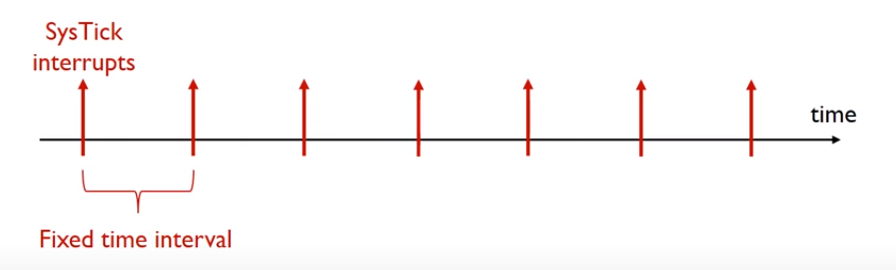 SysTick
interrupts
time
Fixed time interval